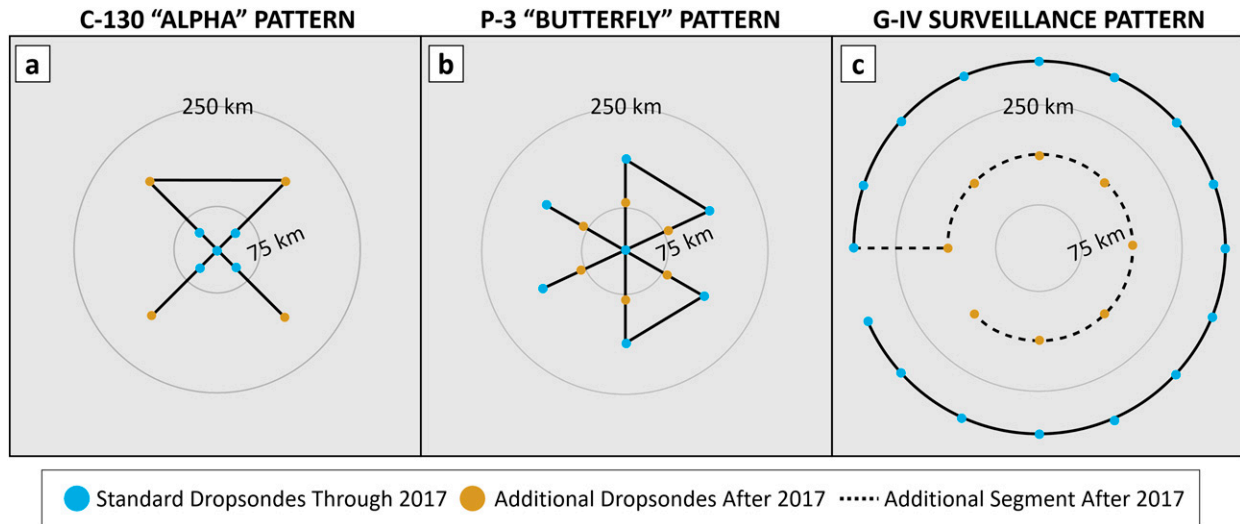 C-130 “ALPHA” PATTERN
P-3 “BUTTERFLY” PATTERN
G-IV SURVEILLANCE PATTERN
a
250 km
75 km
b
250 km
75 km
c
250 km
75 km
Standard Dropsondes Through 2017
Additional Dropsondes After 2017
Additional Segment After 2017